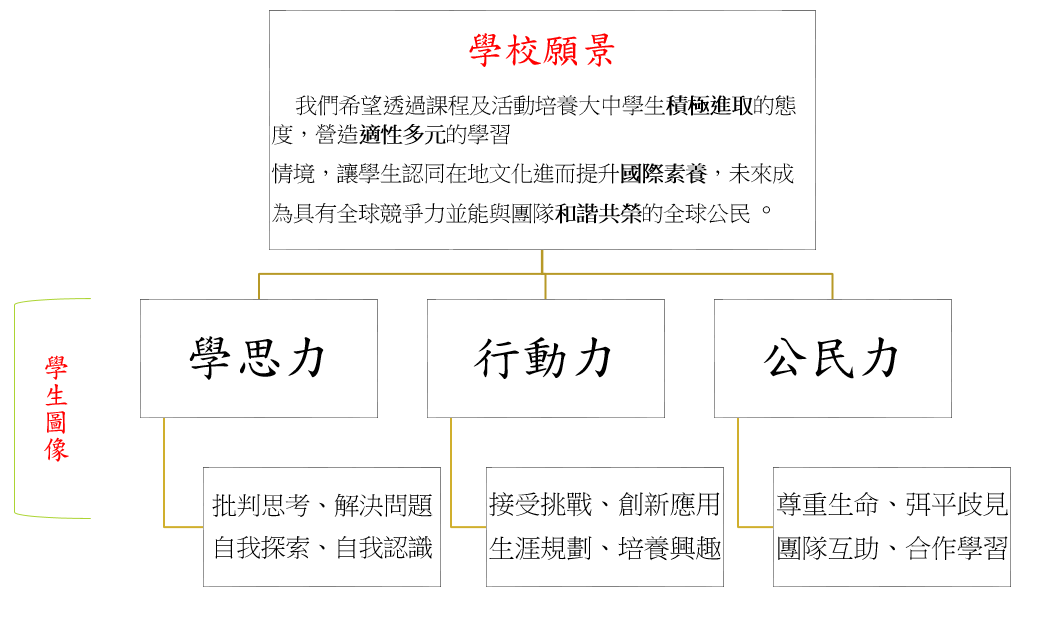 學校願景
我們希望透過課程及活動培養大中學生積極進取的態
度，營造適性多元的學習
情境，讓學生認同在地文化進而提升國際素養，未來成
為具有全球競爭力並能與團隊和諧共榮的全球公民。
學生圖像
學思力
行動力
公民力
批判思考、解決問題
自我探索、自我認識
接受挑戰、創新應用
生涯規劃、培養興趣
尊重生命、弭平歧見
團隊互助、合作學習